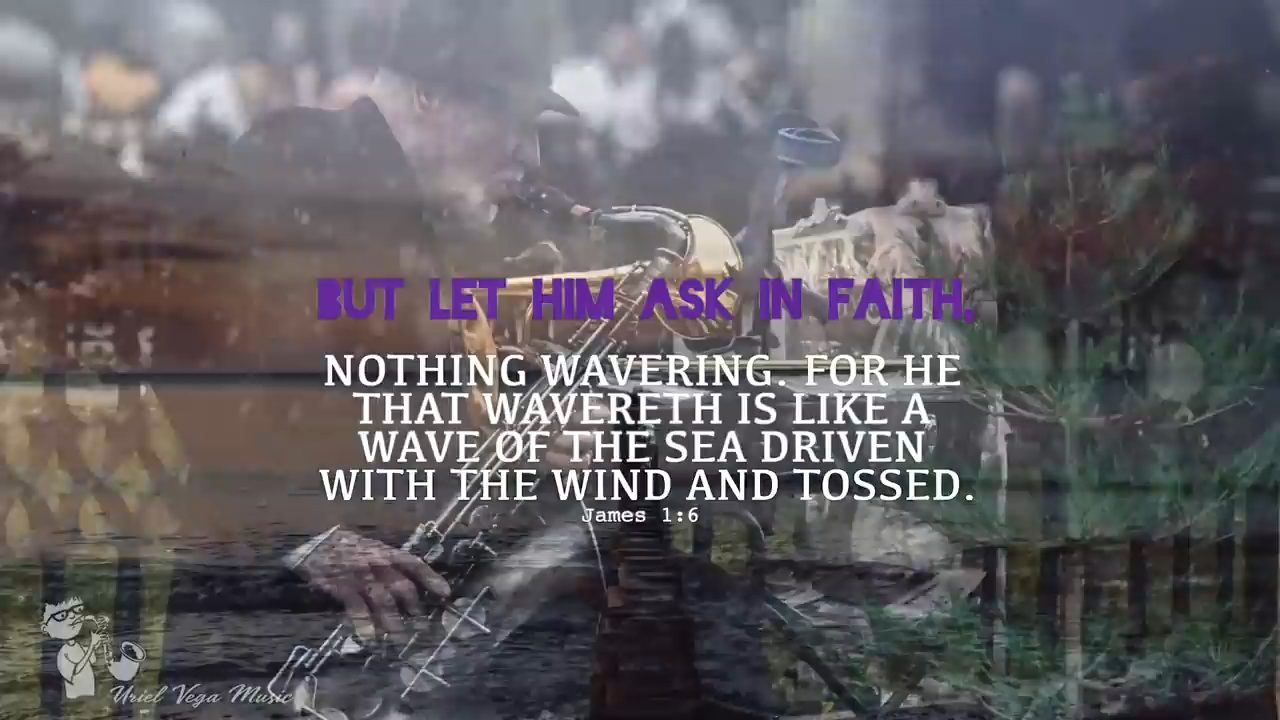 BUT LET HIM ASK IN FAITH,
NOTHING WAVERING. FOR HE
THAT WAVERETH IS LIKE A
WAVE OF THE SEA DRIVEN
WITH THE WIND AND TOSSED.
James 1:6
Uriel Vega Music